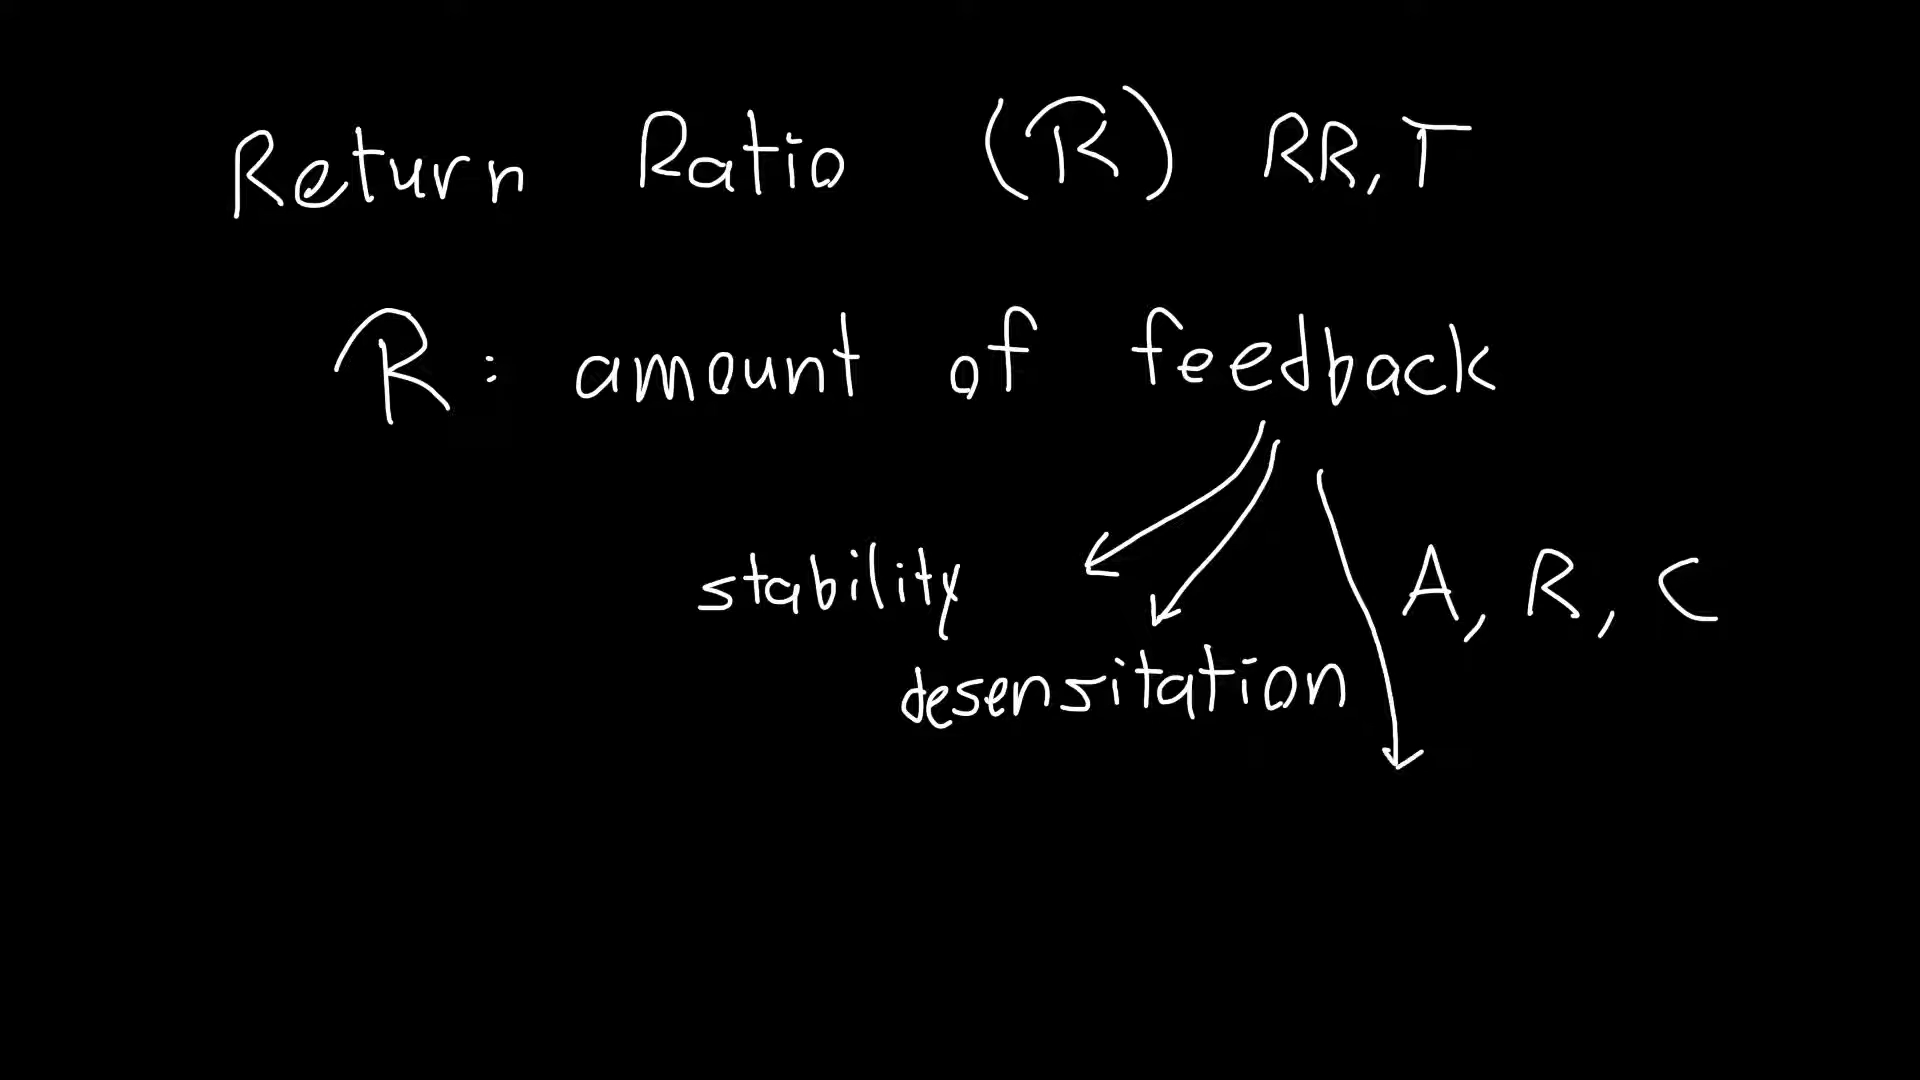 Return Ratio (R) RR, T
R: amount of feedback
stability
A, R, C
desensitation